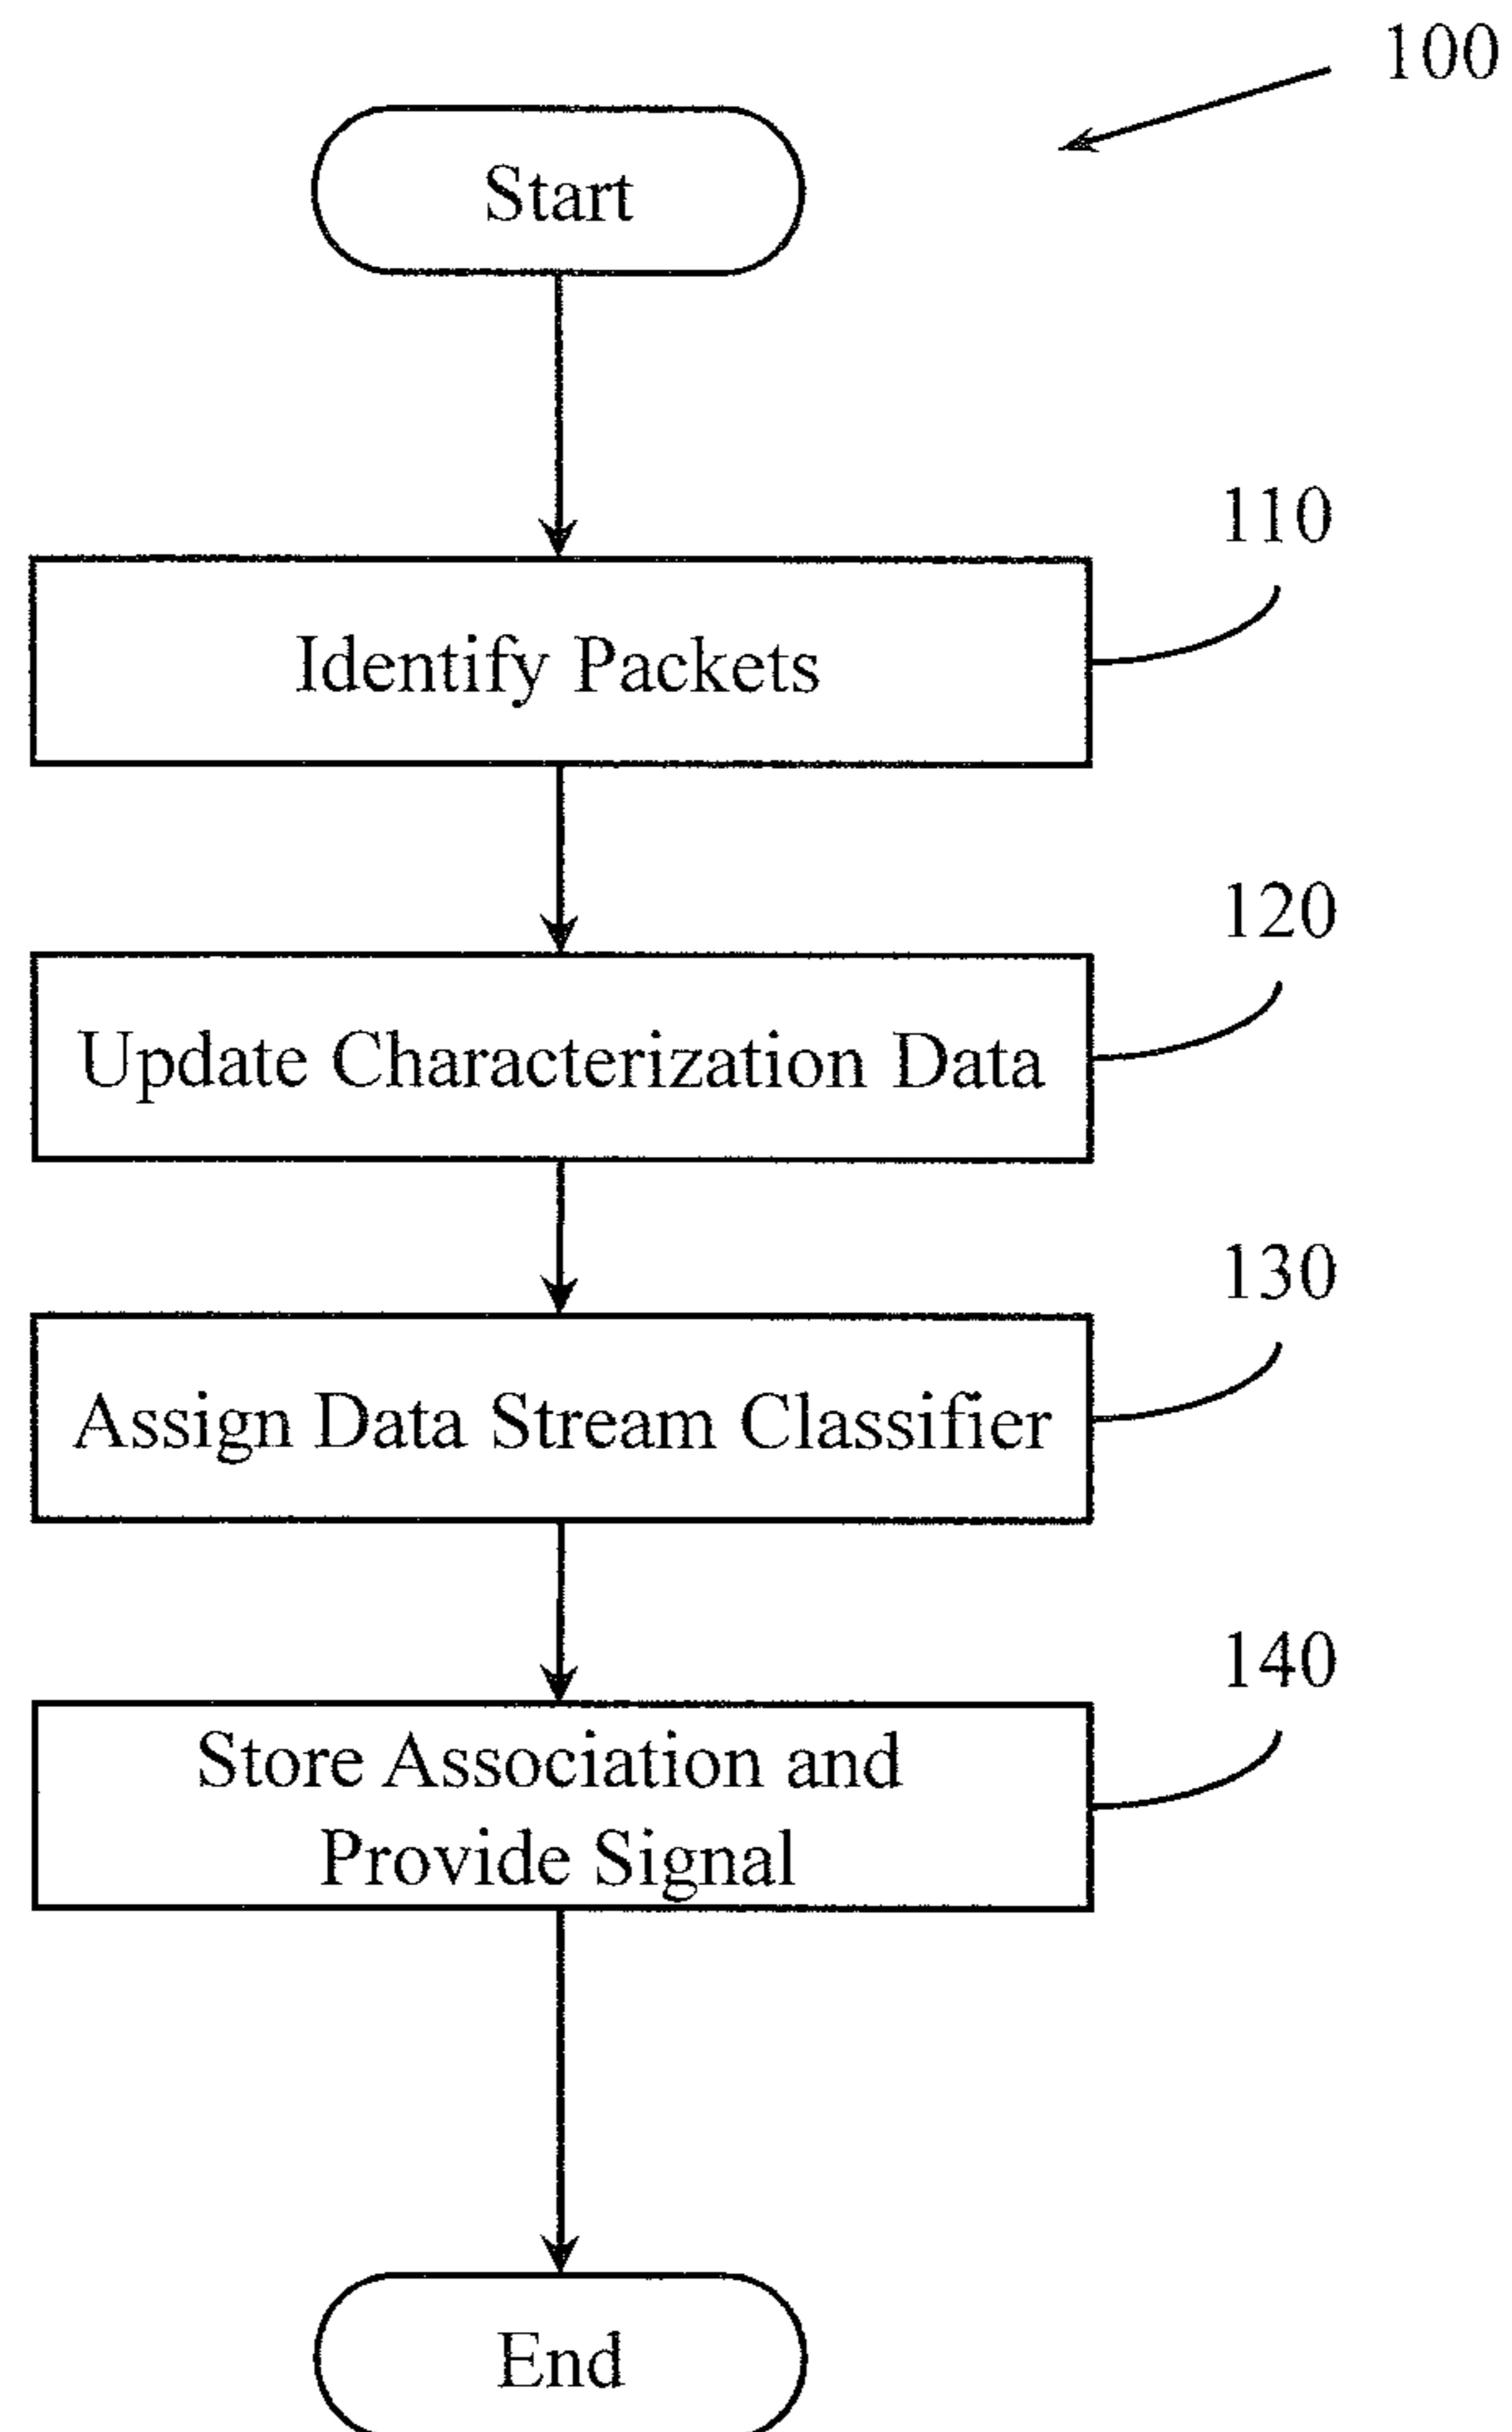 100
Start
110
Identify Packets
120
Update Characterization Data
130
Assign Data Stream Classifier
140
Store Association and
Provide Signal
End